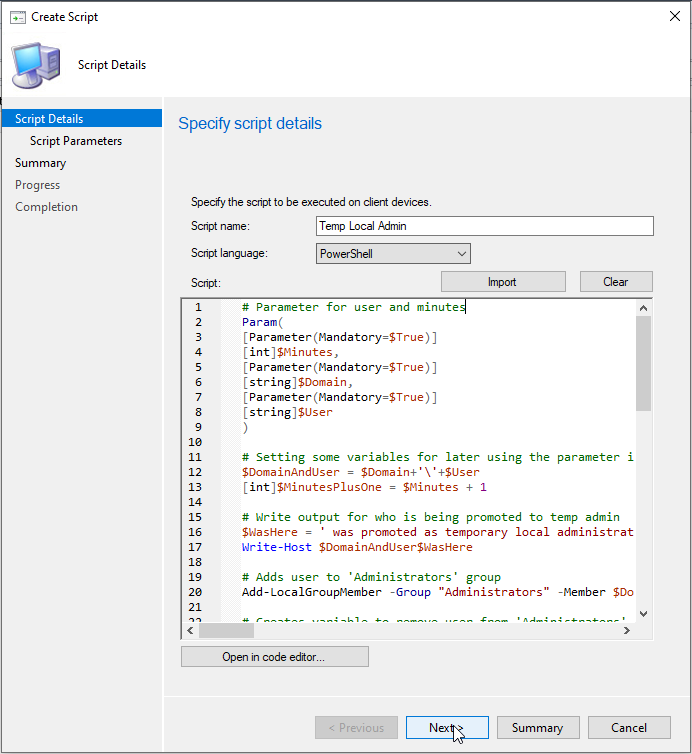 Create Script
Script Details
Script Details
Script Parameters
Summary
Progress
Completion
Specify script details
Specify the script to be executed on client devices.
Script name: Temp Local Admin
Script language: PowerShell
Script: Import Clear
1 # Parameter for user and minutes
2 Param(
3 [Parameter(Mandatory=$True)]
4 [int]$Minutes,
5 [Parameter(Mandatory=$True)]
6 [string]$Domain,
7 [Parameter(Mandatory=$True)]
8 [string]$User
9 )
10
11 # Setting some variables for later using the parameter i
12 $DomainAndUser = $Domain+'\'+$User
13 [int]$MinutesPlusOne = $Minutes + 1
14
15 # Write output for who is being promoted to temp admin
16 $WasHere = ' was promoted as temporary local administrat
17 Write-Host $DomainAndUser$WasHere
18
19 # Adds user to 'Administrators' group
20 Add-LocalGroupMember -Group "Administrators" -Member $Do
21
22 # Creates variable to remove user from 'Administrators'
Open in code editor...
< Previous Next > Summary Cancel